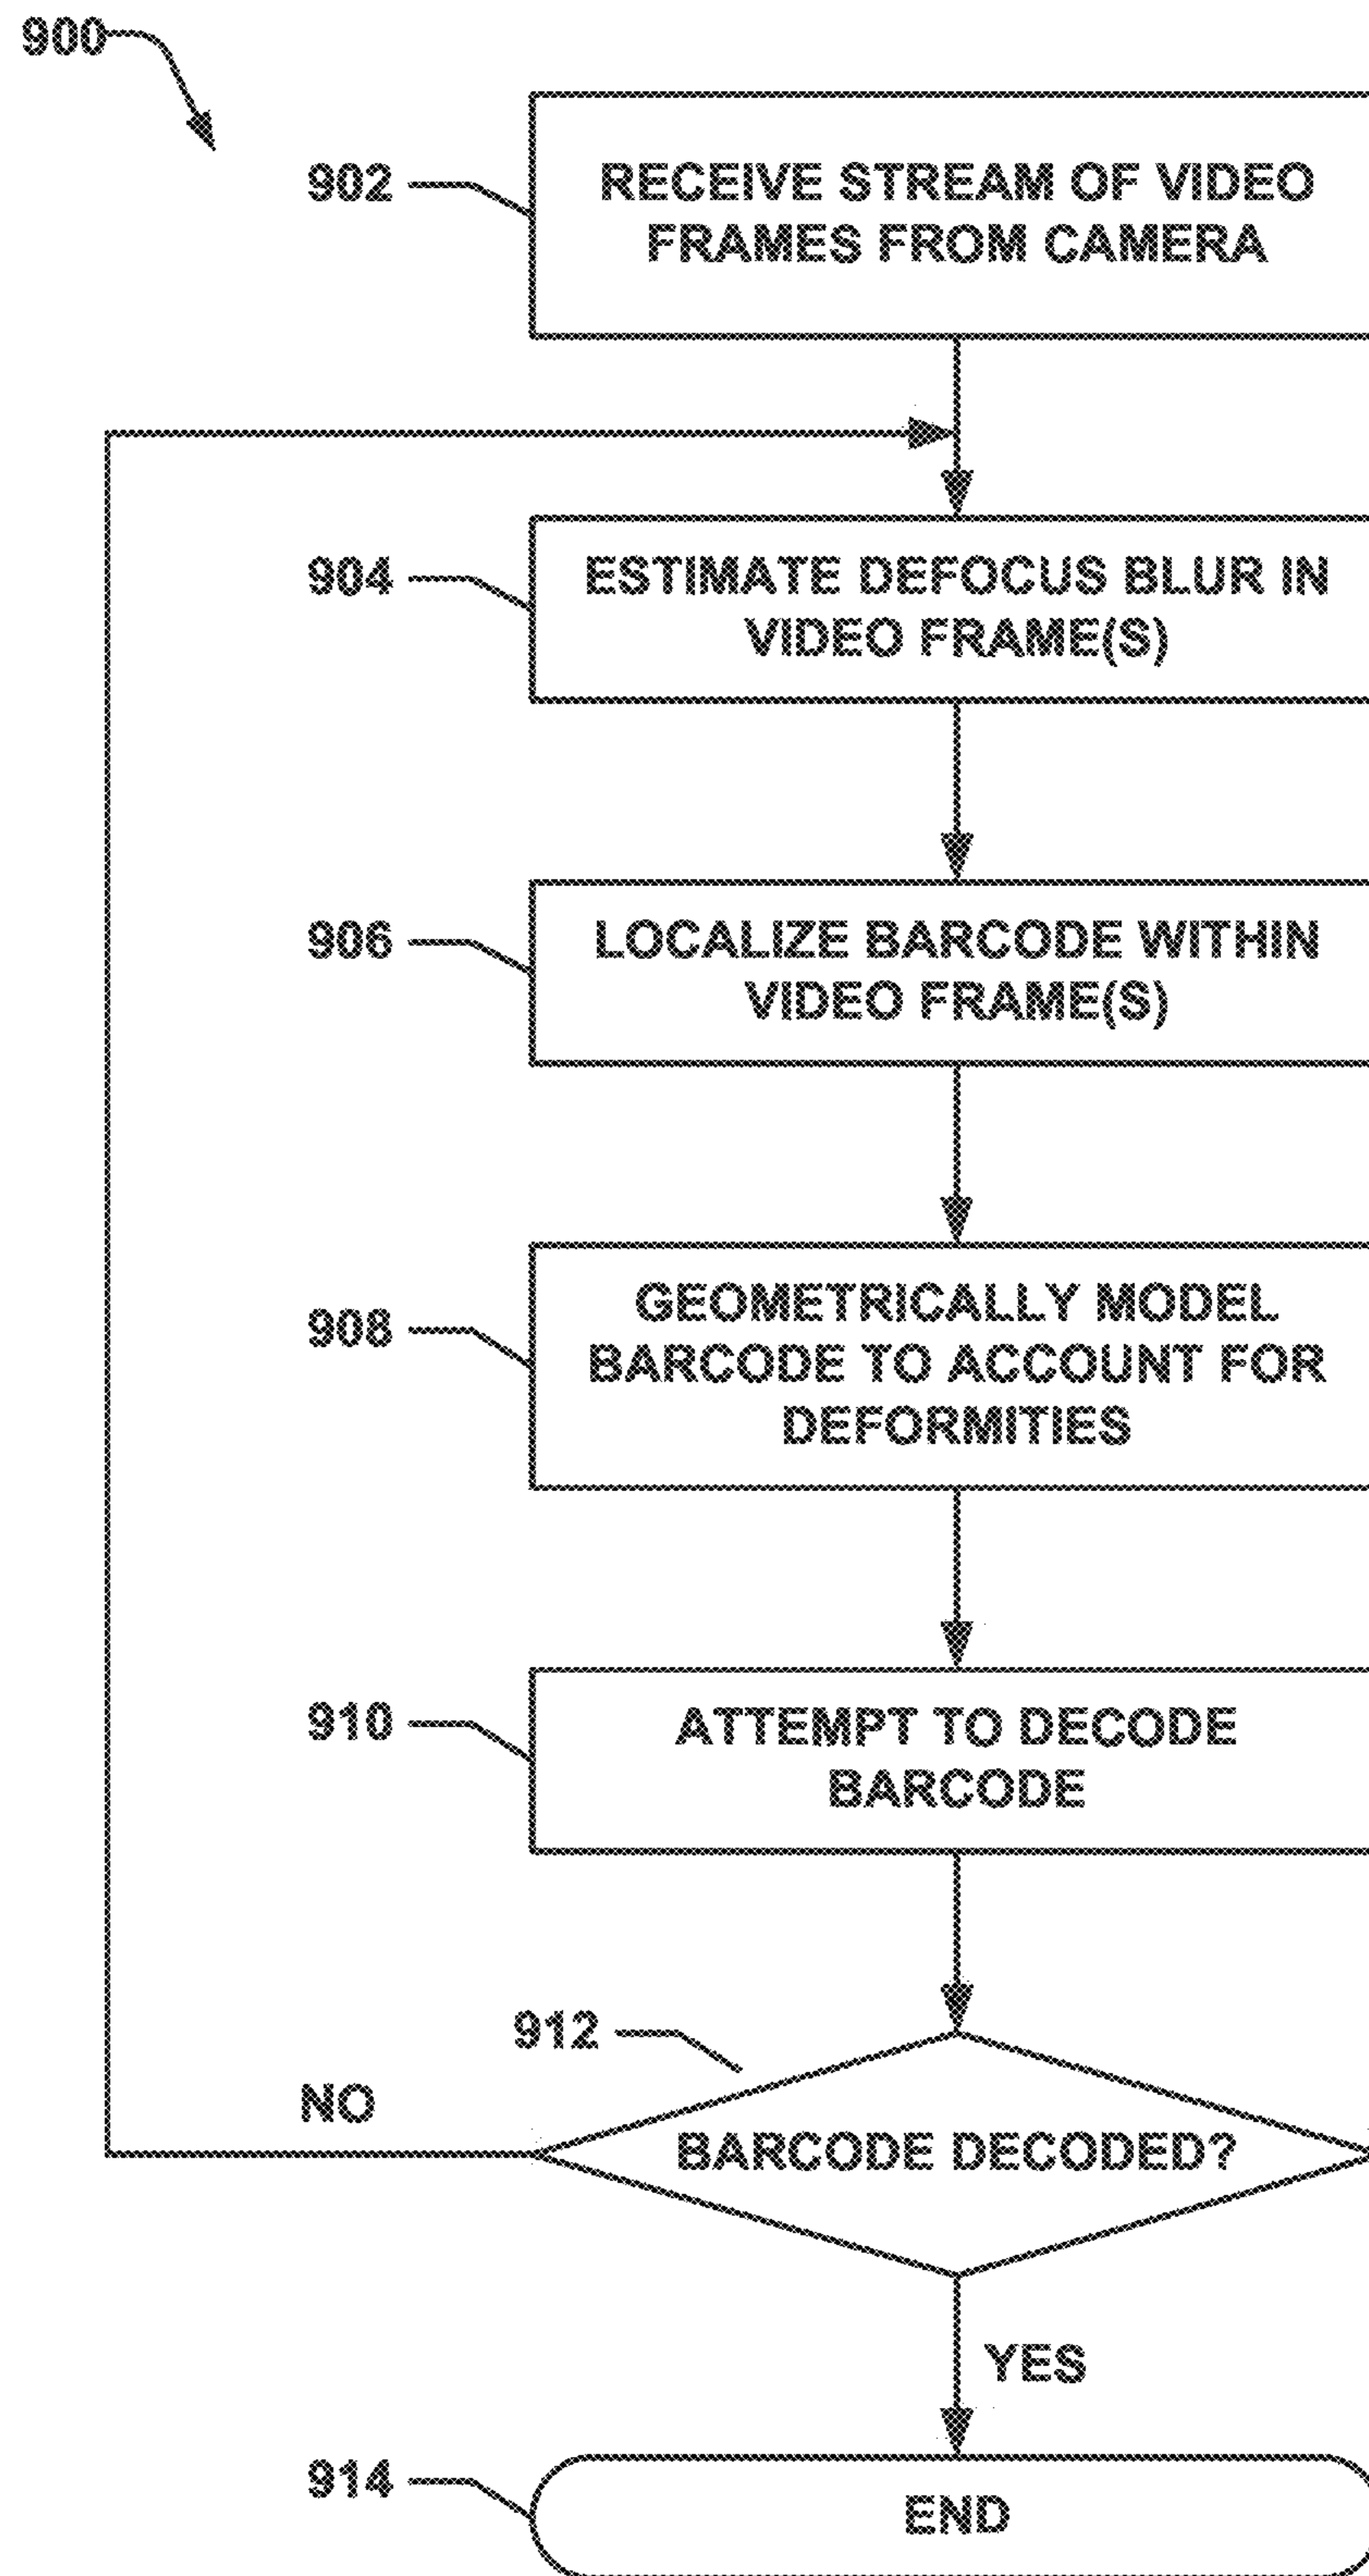 900
902
RECEIVE STREAM OF VIDEO
FRAMES FROM CAMERA
904
ESTIMATE DEFOCUS BLUR IN
VIDEO FRAME(S)
906
LOCALIZE BARCODE WITHIN
VIDEO FRAME(S)
908
GEOMETRICALLY MODEL
BARCODE TO ACCOUNT FOR
DEFORMITIES
910
ATTEMPT TO DECODE
BARCODE
912
NO
BARCODE DECODED?
YES
914
END